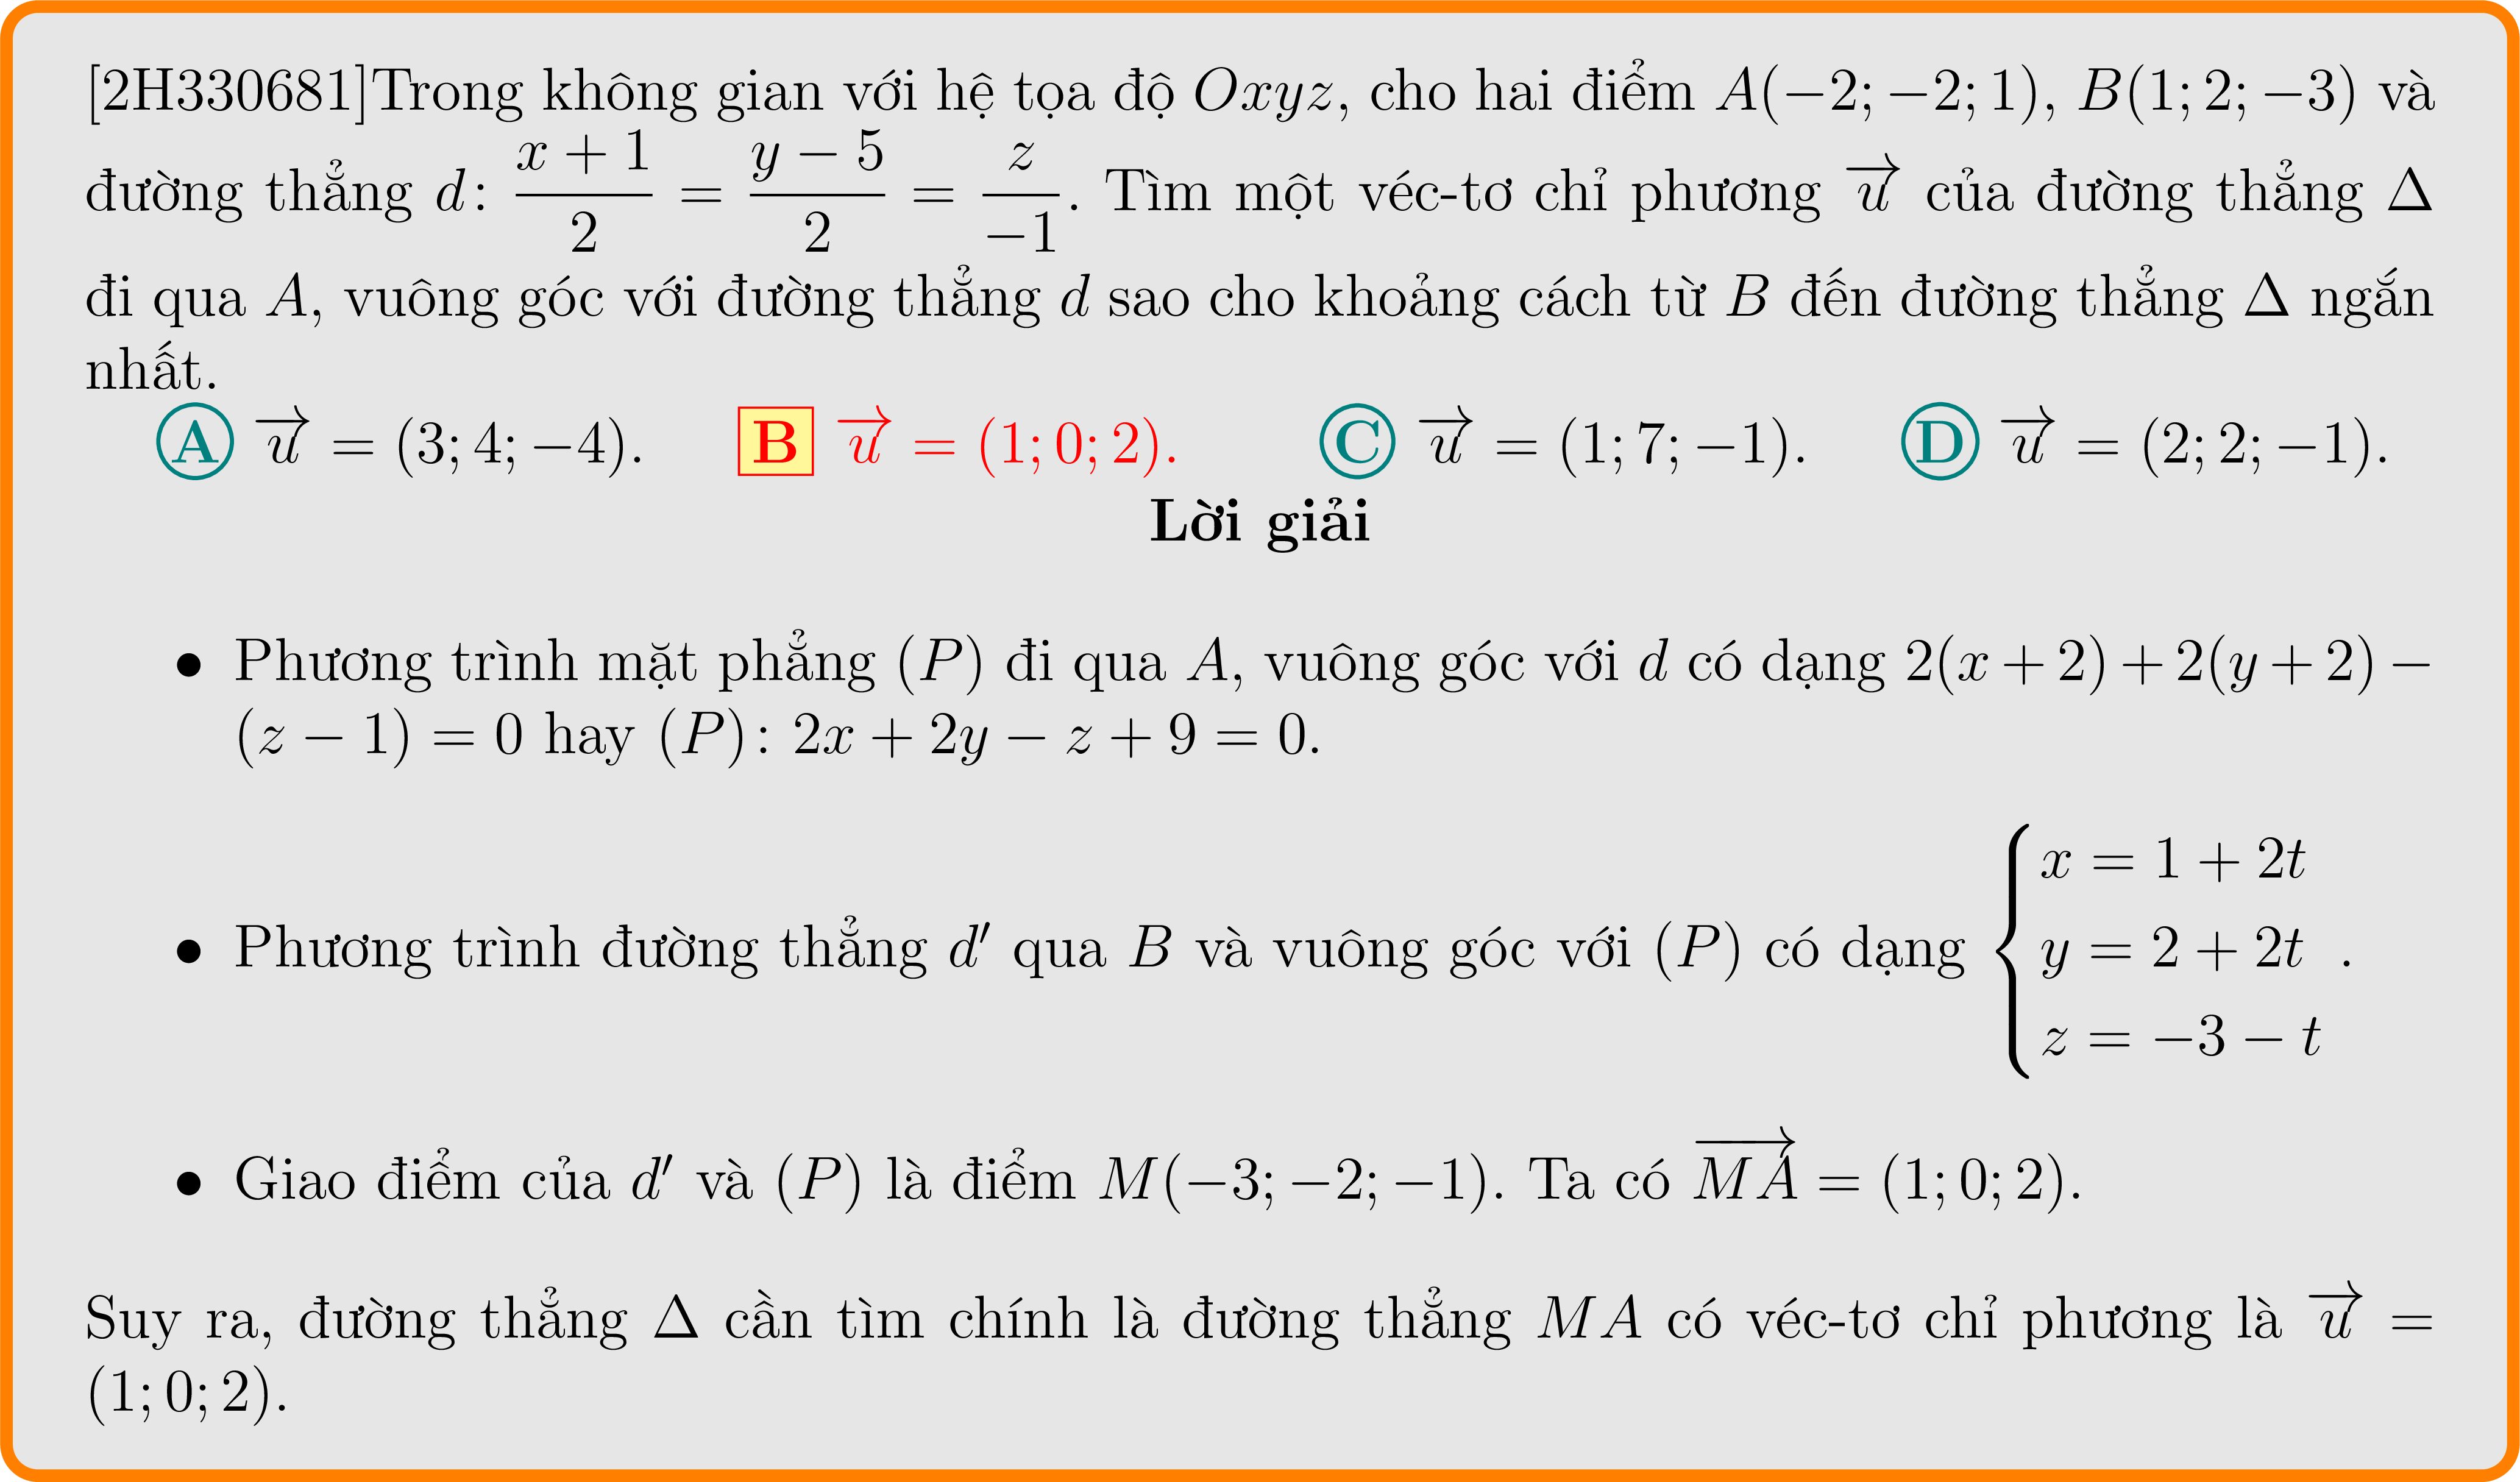 [2H330681]Trong không gian với hệ tọa độ Oxyz, cho hai điểm A(−2; −2; 1), B(1; 2; −3) và
đường thẳng d: \frac{x + 1}{2} = \frac{y − 5}{2} = \frac{z}{−1}. Tìm một véc-tơ chỉ phương \overrightarrow{u} của đường thẳng Δ
đi qua A, vuông góc với đường thẳng d sao cho khoảng cách từ B đến đường thẳng Δ ngắn
nhất.
A \overrightarrow{u} = (3; 4; −4). B \overrightarrow{u} = (1; 0; 2). C \overrightarrow{u} = (1; 7; −1). D \overrightarrow{u} = (2; 2; −1).
Lời giải
• Phương trình mặt phẳng (P) đi qua A, vuông góc với d có dạng 2(x + 2) + 2(y + 2) −
(z − 1) = 0 hay (P): 2x + 2y − z + 9 = 0.
• Phương trình đường thẳng d′ qua B và vuông góc với (P) có dạng \begin{cases} x = 1 + 2t \\ y = 2 + 2t \\ z = −3 − t \end{cases}.
• Giao điểm của d′ và (P) là điểm M(−3; −2; −1). Ta có \overrightarrow{MA} = (1; 0; 2).
Suy ra, đường thẳng Δ cần tìm chính là đường thẳng MA có véc-tơ chỉ phương là \overrightarrow{u} =
(1; 0; 2).